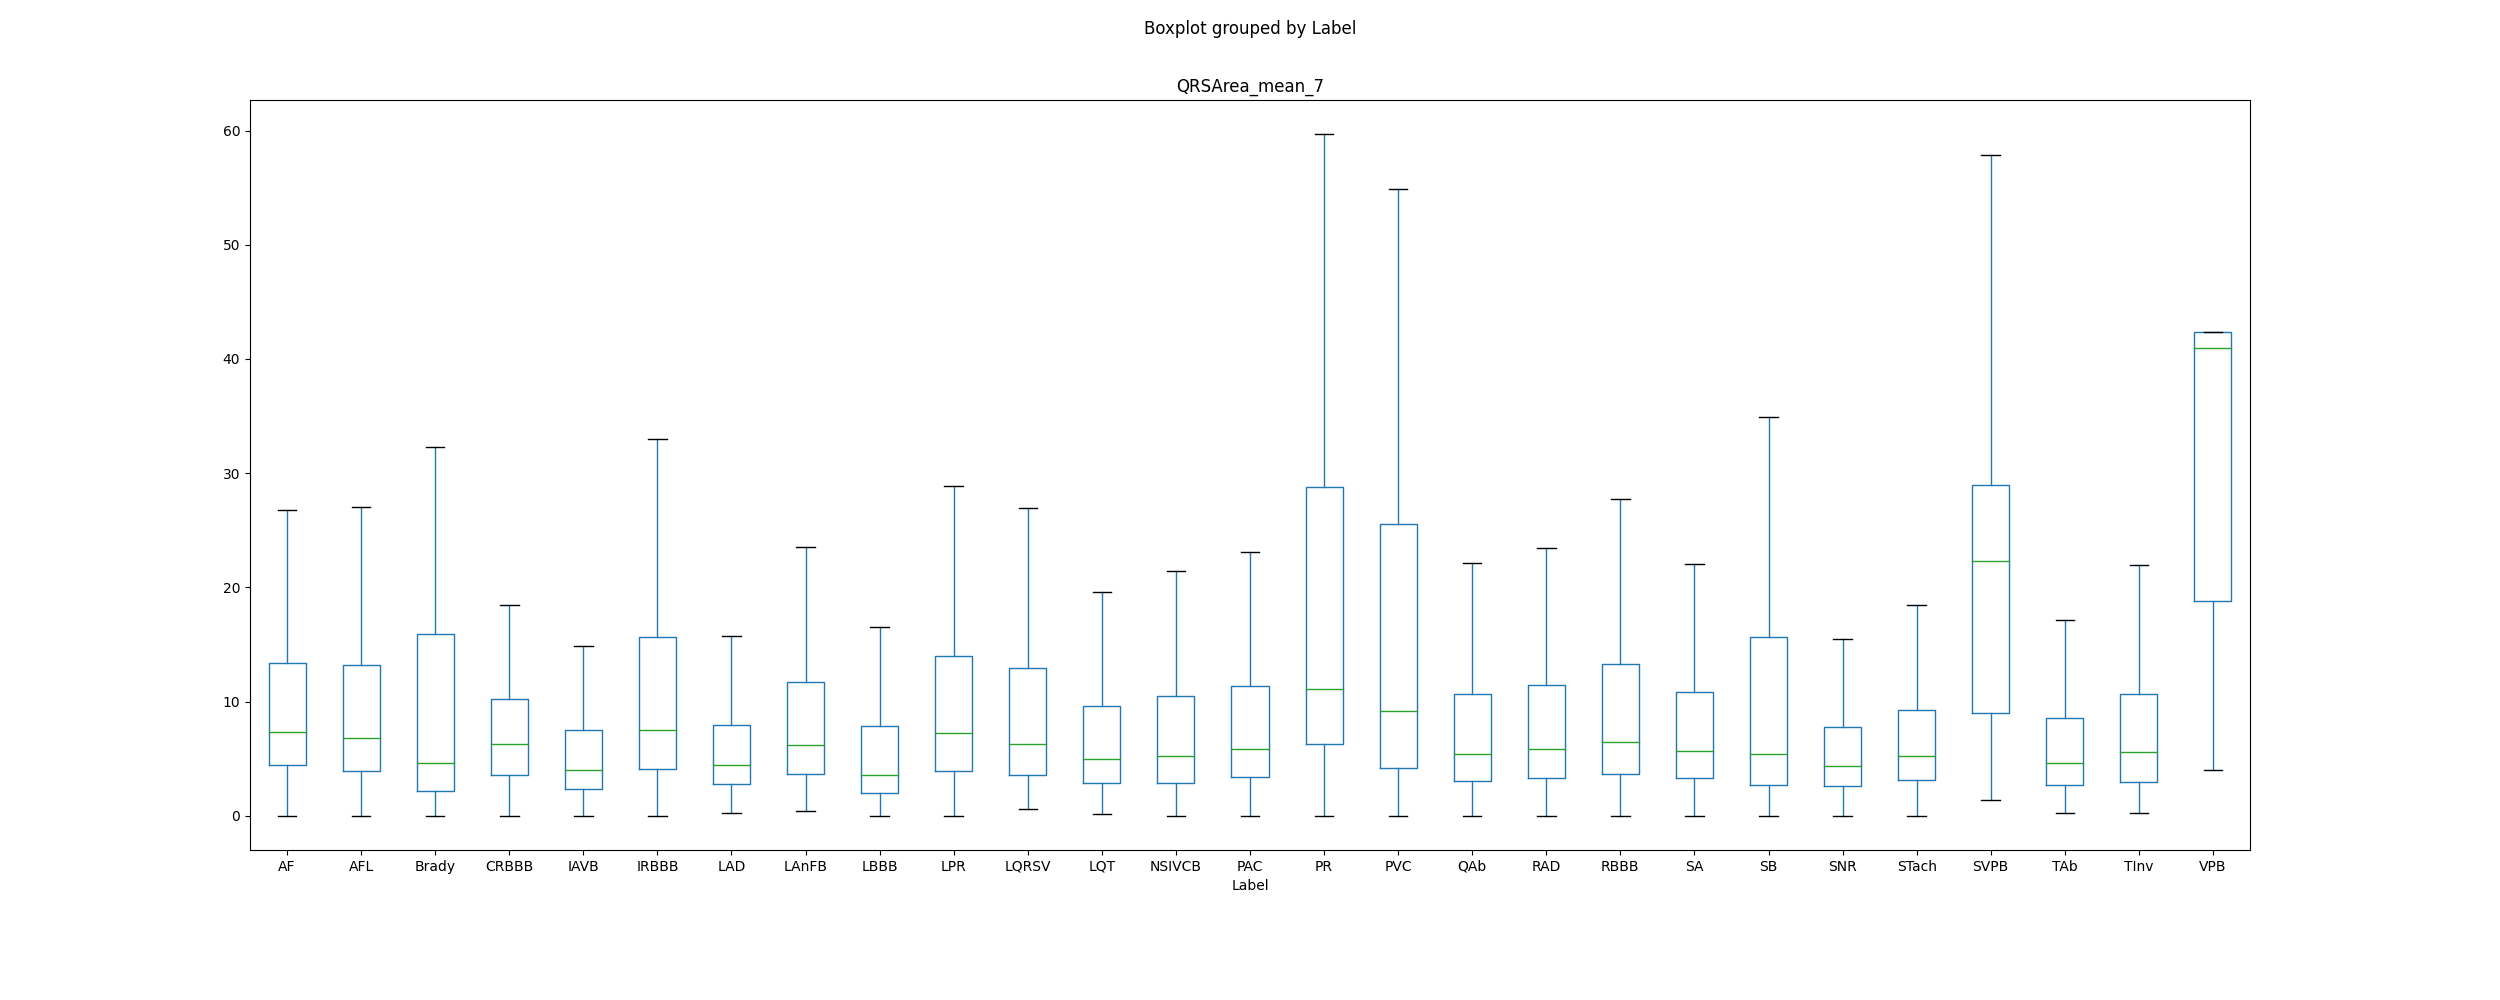 Boxplot grouped by Label
QRSArea_mean_7
60
50
40
30
20
10
0
AF AFL Brady CRBBB IAVB IRBBB LAD LAnFB LBBB LPR LQRSV LQT NSIVCB PAC PR PVC QAb RAD RBBB SA SB SNR STach SVPB TAb TInv VPB
Label